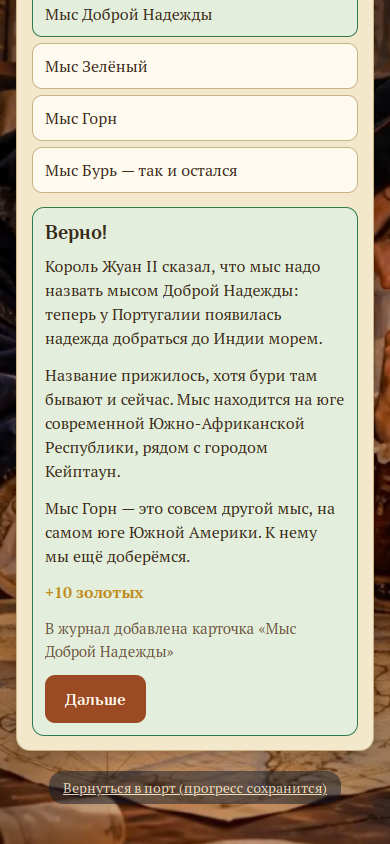 Мыс Доброй Надежды
Мыс Зелёный
Мыс Горн
Мыс Бурь — так и остался
Верно!
Король Жуан II сказал, что мыс надо
назвать мысом Доброй Надежды:
теперь у Португалии появилась
надежда добраться до Индии морем.
Название прижилось, хотя бури там
бывают и сейчас. Мыс находится на юге
современной Южно-Африканской
Республики, рядом с городом
Кейптаун.
Мыс Горн — это совсем другой мыс, на
самом юге Южной Америки. К нему
мы ещё доберёмся.
+10 золотых
В журнал добавлена карточка «Мыс
Доброй Надежды»
Дальше
Вернуться в порт (прогресс сохранится)